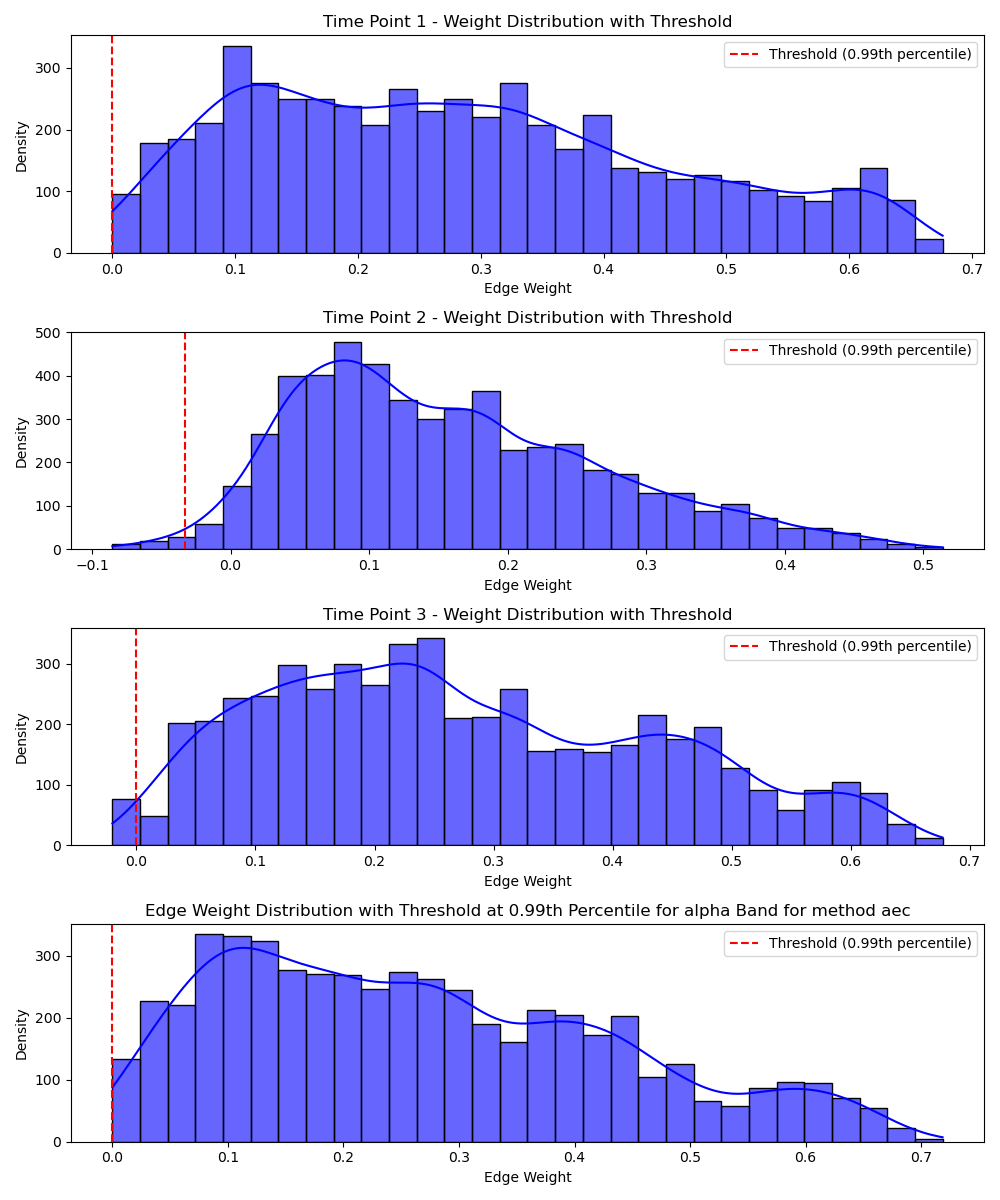 Time Point 1 - Weight Distribution with Threshold
Threshold (0.99th percentile)
Density
300
200
100
0
0.0 0.1 0.2 0.3 0.4 0.5 0.6 0.7
Edge Weight
Time Point 2 - Weight Distribution with Threshold
Threshold (0.99th percentile)
Density
500
400
300
200
100
0
−0.1 0.0 0.1 0.2 0.3 0.4 0.5
Edge Weight
Time Point 3 - Weight Distribution with Threshold
Threshold (0.99th percentile)
Density
300
200
100
0
0.0 0.1 0.2 0.3 0.4 0.5 0.6 0.7
Edge Weight
Edge Weight Distribution with Threshold at 0.99th Percentile for alpha Band for method aec
Threshold (0.99th percentile)
Density
300
200
100
0
0.0 0.1 0.2 0.3 0.4 0.5 0.6 0.7
Edge Weight